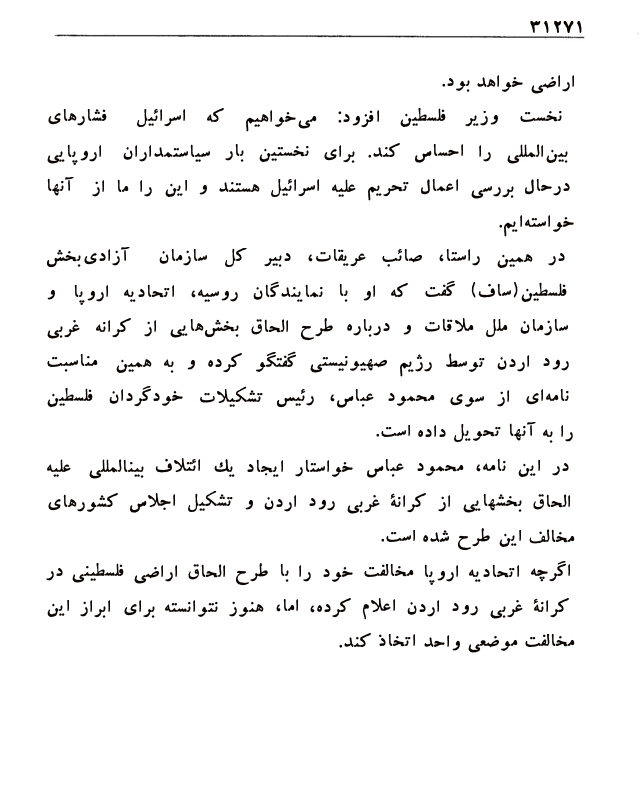 ۳۱۲۷۱
اراضی خواهد بود.
نخست وزیر فلسطین افزود: می‌خواهیم که اسرائیل فشارهای
بین‌المللی را احساس کند. برای نخستین بار سیاستمداران اروپایی
درحال بررسی اعمال تحریم علیه اسرائیل هستند و این را ما از آنها
خواسته‌ایم.
در همین راستا، صائب عریقات، دبیر کل سازمان آزادی‌بخش
فلسطین(ساف) گفت که او با نمایندگان روسیه، اتحادیه اروپا و
سازمان ملل ملاقات و درباره طرح الحاق بخش‌هایی از کرانه غربی
رود اردن توسط رژیم صهیونیستی گفتگو کرده و به همین مناسبت
نامه‌ای از سوی محمود عباس، رئیس تشکیلات خودگردان فلسطین
را به آنها تحویل داده است.
در این نامه، محمود عباس خواستار ایجاد یك ائتلاف بینالمللی علیه
الحاق بخشهایی از کرانهٔ غربی رود اردن و تشکیل اجلاس کشورهای
مخالف این طرح شده است.
اگرچه اتحادیه اروپا مخالفت خود را با طرح الحاق اراضی فلسطینی در
کرانهٔ غربی رود اردن اعلام کرده، اما، هنوز نتوانسته برای ابراز این
مخالفت موضعی واحد اتخاذ کند.